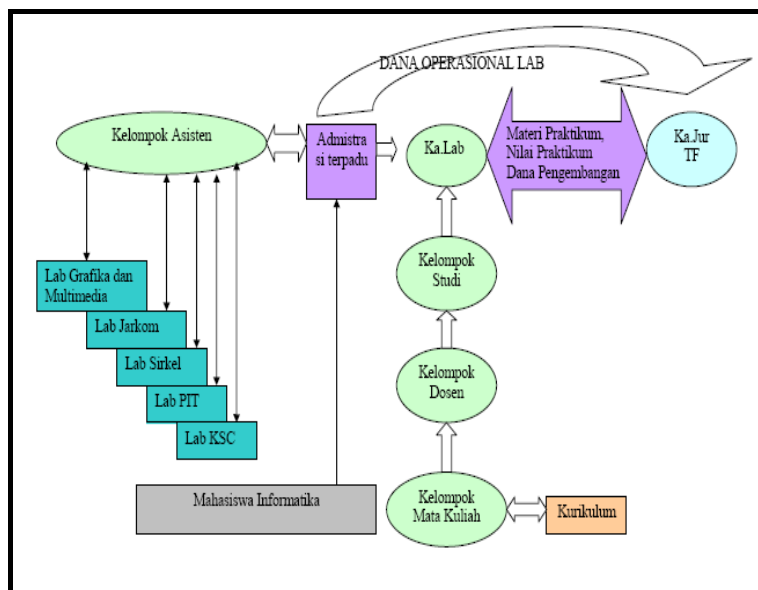 DANA OPERASIONAL LAB
Kelompok Asisten
Admistra
si terpadu
Ka.Lab
Materi Praktikum,
Nilai Praktikum
Dana Pengembangan
Ka.Jur
TF
Lab Grafika dan
Multimedia
Lab Jarkom
Lab Sirkel
Lab PIT
Lab KSC
Kelompok
Studi
Kelompok
Dosen
Mahasiswa Informatika
Kelompok
Mata Kuliah
Kurikulum